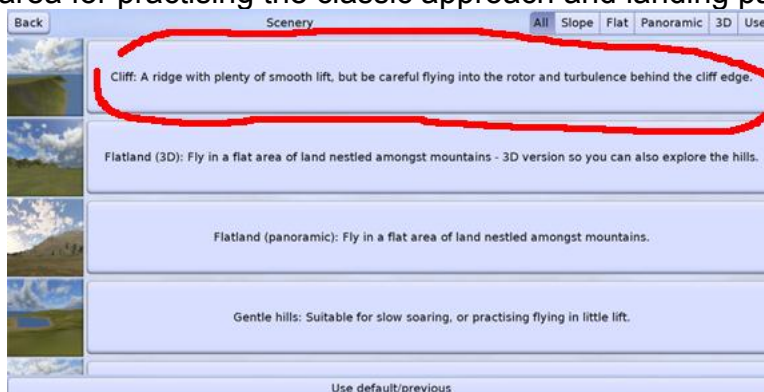 area for practising the classic approach and landing
Back Scenery All Slope Flat Panoramic 3D Use
Cliff: A ridge with plenty of smooth lift, but be careful flying into the rotor and turbulence behind the cliff edge.
Flatland (3D): Fly in a flat area of land nestled amongst mountains - 3D version so you can also explore the hills.
Flatland (panoramic): Fly in a flat area of land nestled amongst mountains.
Gentle hills: Suitable for slow soaring, or practising flying in little lift.
Use default/previous